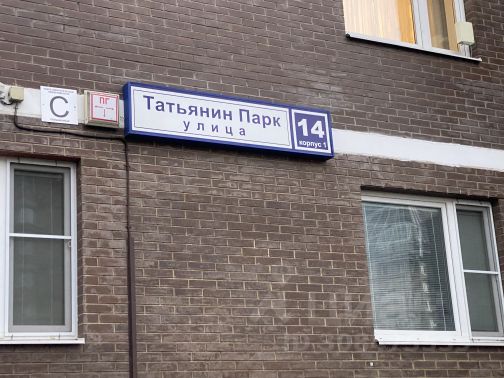 С
ПГ
Татьянин Парк
улица
14
корпус 1